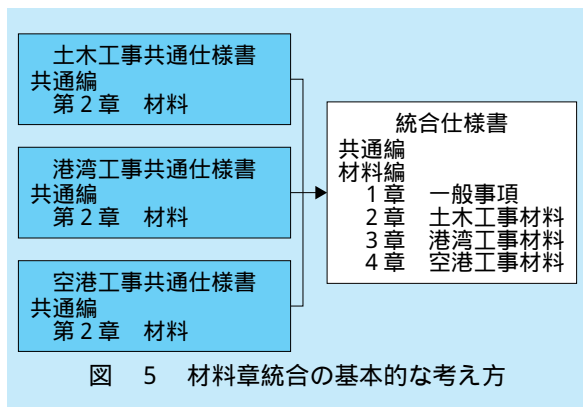 土木工事共通仕様書
共通編
第2章　材料
港湾工事共通仕様書
共通編
第2章　材料
空港工事共通仕様書
共通編
第2章　材料
統合仕様書
共通編
材料編
1章　一般事項
2章　土木工事材料
3章　港湾工事材料
4章　空港工事材料
図　5　材料章統合の基本的な考え方